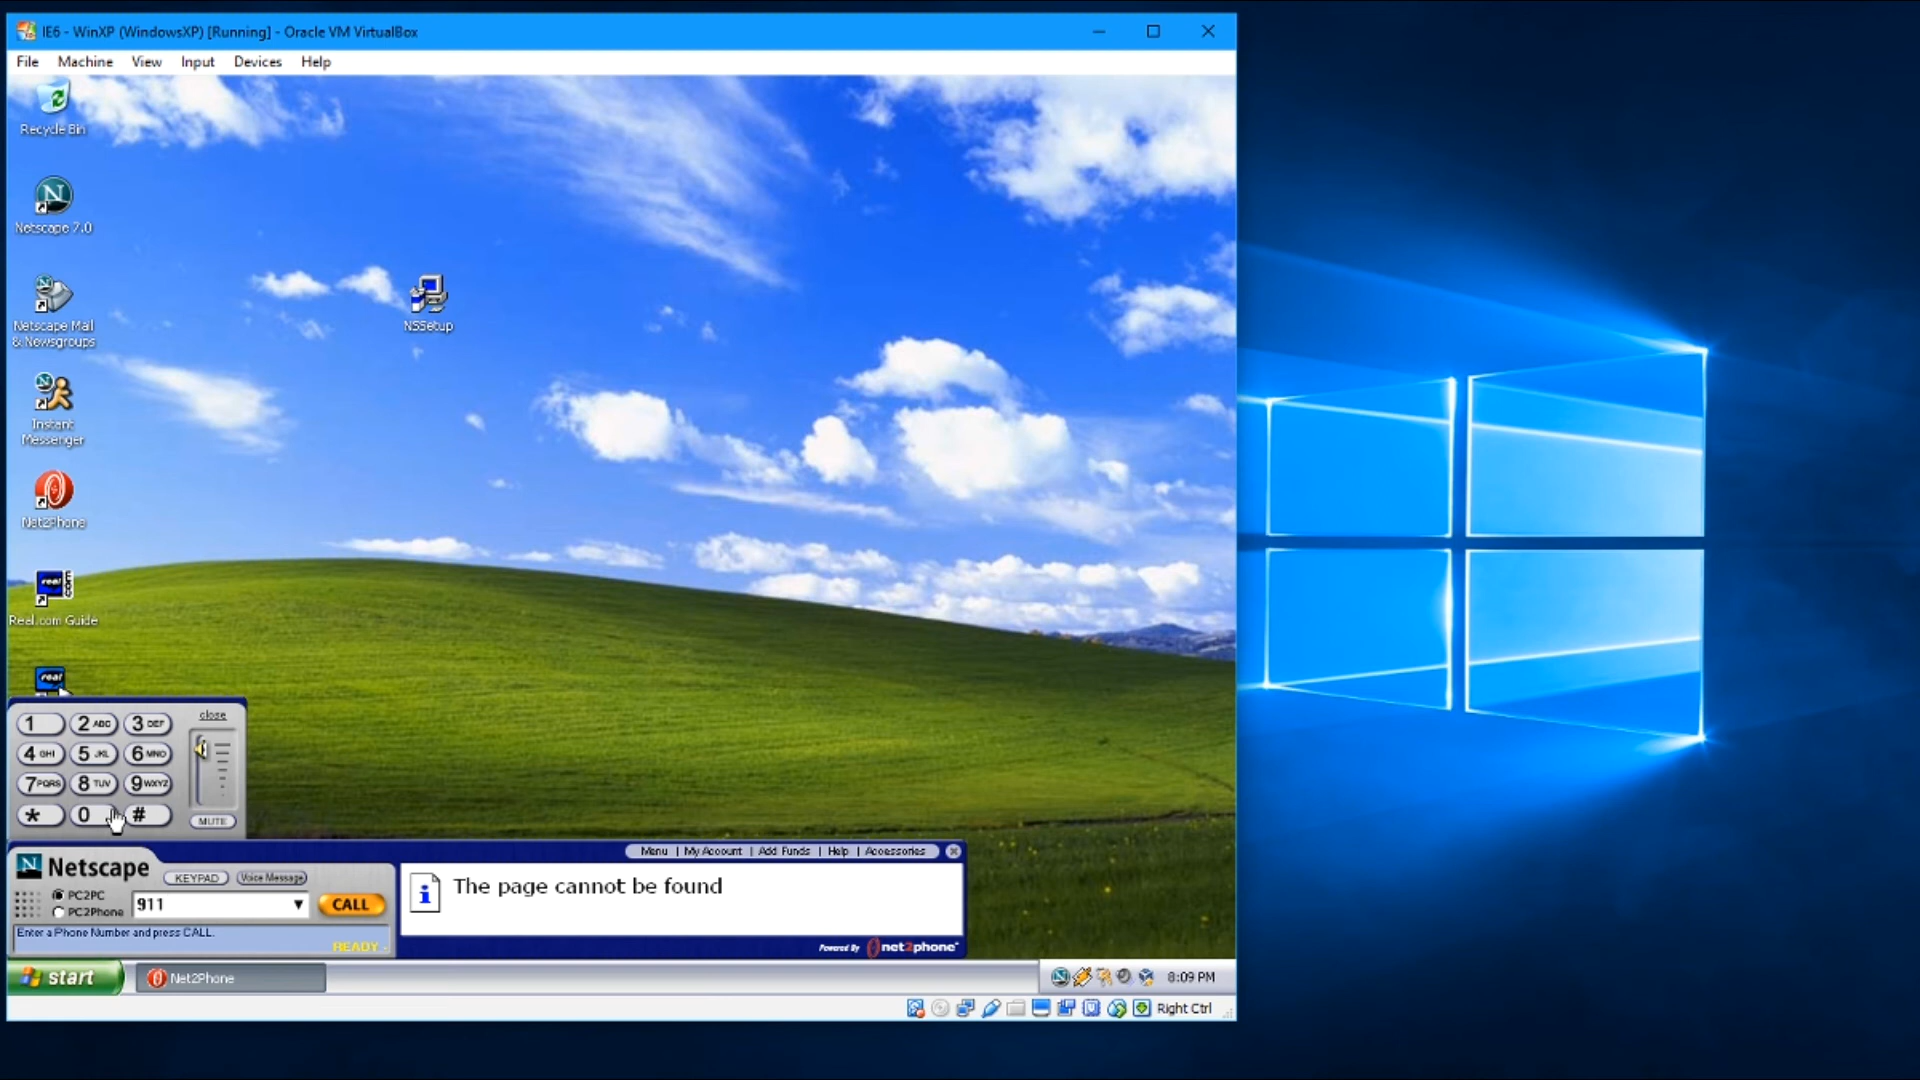 IE6 - WinXP (WindowsXP) [Running] - Oracle VM VirtualBox
File Machine View Input Devices Help
Recycle Bin
Netscape 7.0
Netscape Mail
& Newsgroups
NSSetup
Instant
Messenger
Net2Phone
real
Real.com Guide
real
1 2 ABC 3 DEF close
4 GHI 5 JKL 6 MNO
7 PQRS 8 TUV 9 WXYZ
* 0 # MUTE
Menu | My Account | Add Funds | Help | Accessories
N Netscape KEYPAD Voice Message
The page cannot be found
PC2PC
PC2Phone
911 CALL
Enter a Phone Number and press CALL.
READY -
Powered By net2phone
start Net2Phone 8:09 PM
Right Ctrl